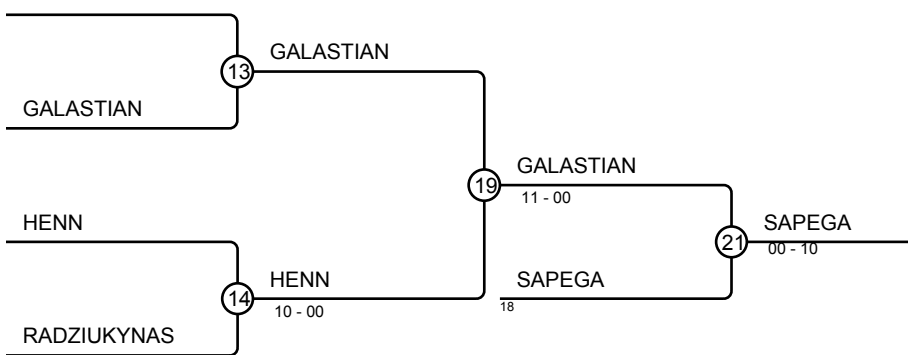 GALASTIAN
13
GALASTIAN
GALASTIAN
19
11 - 00
HENN
SAPEGA
21
00 - 10
HENN
14
10 - 00
SAPEGA
18
RADZIUKYNAS